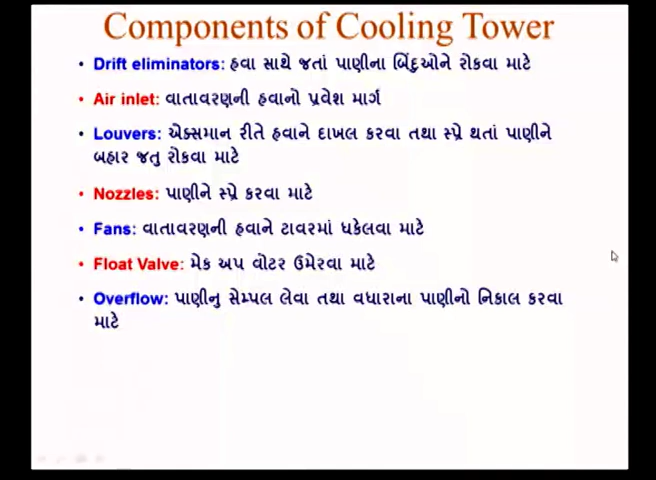 Components of Cooling Tower
• Drift eliminators: હવા સાથે જતાં પાણીના બિંદુઓને રોકવા માટે
• Air inlet: વાતાવરણની હવાનો પ્રવેશ માર્ગ
• Louvers: એક્સમાન રીતે હવાને દાખલ કરવા તથા સ્પ્રે થતાં પાણીને
બહાર જતુ રોકવા માટે
• Nozzles: પાણીને સ્પ્રે કરવા માટે
• Fans: વાતાવરણની હવાને ટાવરમાં ધકેલવા માટે
• Float Valve: મેક અપ વોટર ઉમેરવા માટે
• Overflow: પાણીનુ સેમ્પલ લેવા તથા વધારાના પાણીનો નિકાલ કરવા
માટે